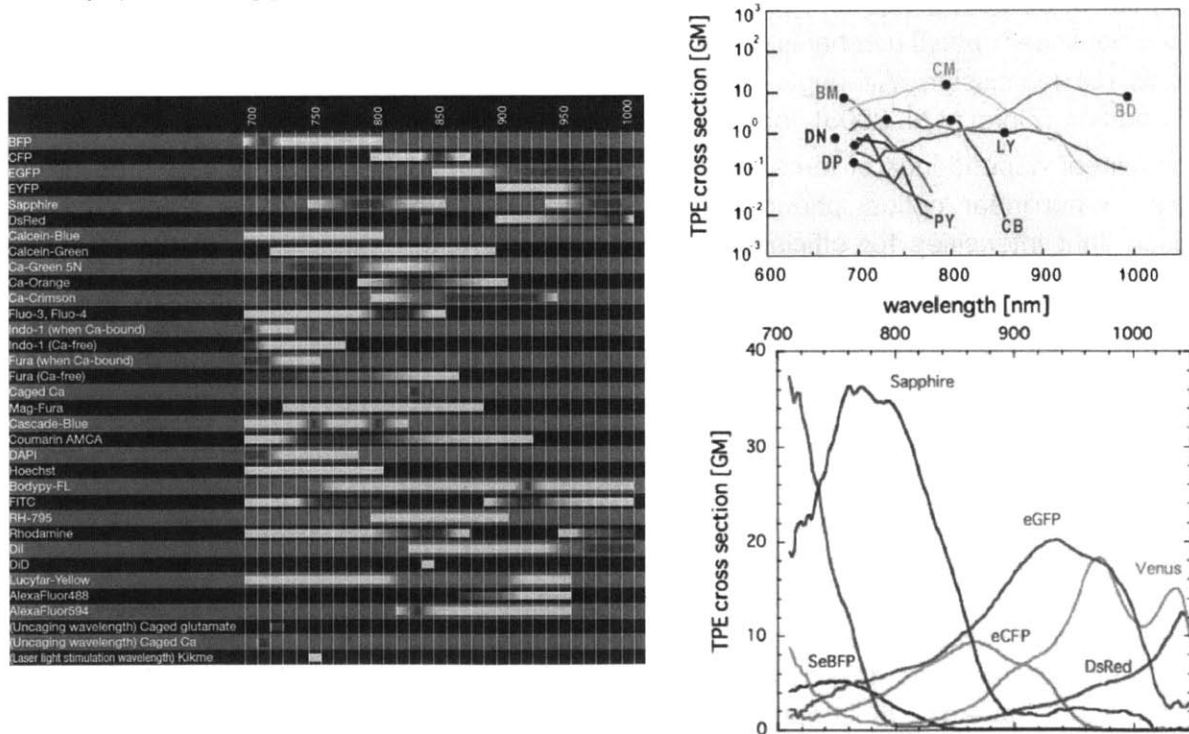 700
750
800
850
900
950
1000
BFP
CFP
EGFP
EYFP
Sapphire
DsRed
Calcein-Blue
Calcein-Green
Ca-Green 5N
Ca-Orange
Ca-Crimson
Fluo-3, Fluo-4
Indo-1 (when Ca-bound)
Indo-1 (Ca-free)
Fura (when Ca-bound)
Fura (Ca-free)
Caged Ca
Mag-Fura
Cascade-Blue
Coumarin AMCA
DAPI
Hoechst
Bodypy-FL
FITC
RH-795
Rhodamine
DiI
DiD
Lucyfar-Yellow
AlexaFluor488
AlexaFluor594
(Uncaging wavelength) Caged glutamate
(Uncaging wavelength) Caged Ca
(Laser light stimulation wavelength) Kikme
TPE cross section [GM]
10³
10²
10
10⁰
10⁻¹
10⁻²
10³
BM
CM
BD
DN
LY
DP
PY
CB
600
700
800
900
1000
wavelength [nm]
700
800
900
1000
TPE cross section [GM]
40
30
20
10
0
Sapphire
eGFP
Venus
eCFP
SeBFP
DsRed